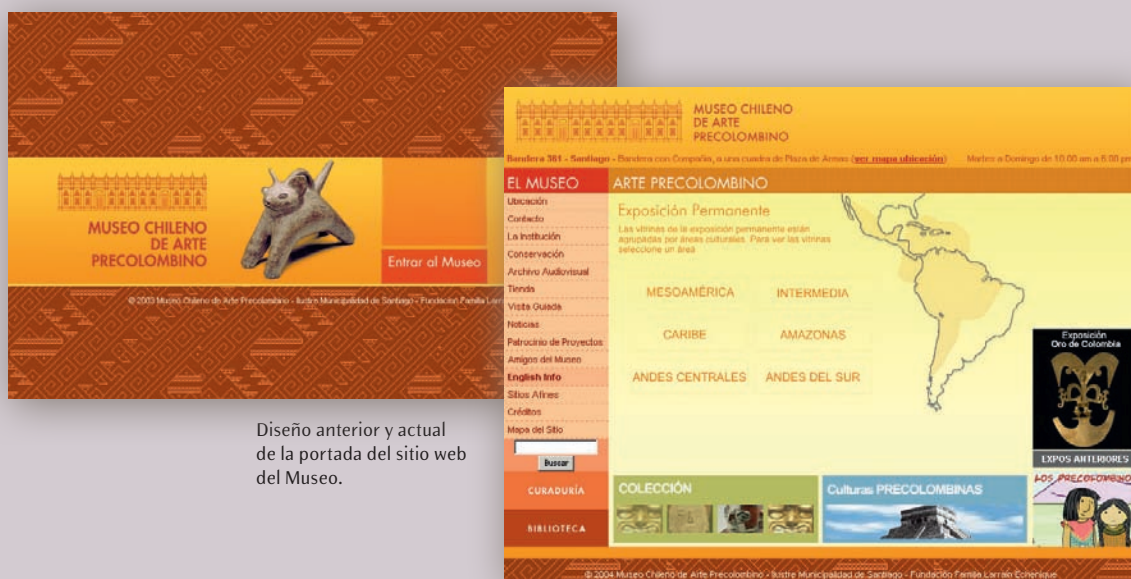 MUSEO CHILENO
DE ARTE
PRECOLOMBINO
Entrar al Museo
© 2003 Museo Chileno de Arte Precolombino - Ilustre Municipalidad de Santiago - Fundación Familia Larr
Diseño anterior y actual
de la portada del sitio web
del Museo.
MUSEO CHILENO
DE ARTE
PRECOLOMBINO
Bandera 361 - Santiago - Bandera con Compañía, a una cuadra de Plaza de Armas (ver mapa ubicación) Martes a Domingo de 10.00 am a 6:00 pm
EL MUSEO
Ubicación
Contacto
La Institución
Conservación
Archivo Audiovisual
Tienda
Visita Guiada
Noticias
Patrocinio de Proyectos
Amigos del Museo
English Info
Sitios Afines
Créditos
Mapa del Sitio
Buscar
CURADURÍA
BIBLIOTECA
ARTE PRECOLOMBINO
Exposición Permanente
Las vitrinas de la exposición permanente están
agrupadas por áreas culturales. Para ver las vitrinas
seleccione un área
MESOAMÉRICA INTERMEDIA
CARIBE AMAZONAS
ANDES CENTRALES ANDES DEL SUR
Exposición
Oro de Colombia
EXPOS ANTERIORES
COLECCIÓN
Culturas PRECOLOMBINAS
LOS PRECOLOMBINO
© 2004 Museo Chileno de Arte Precolombino - Ilustre Municipalidad de Santiago - Fundación Familia Larraín Echenique